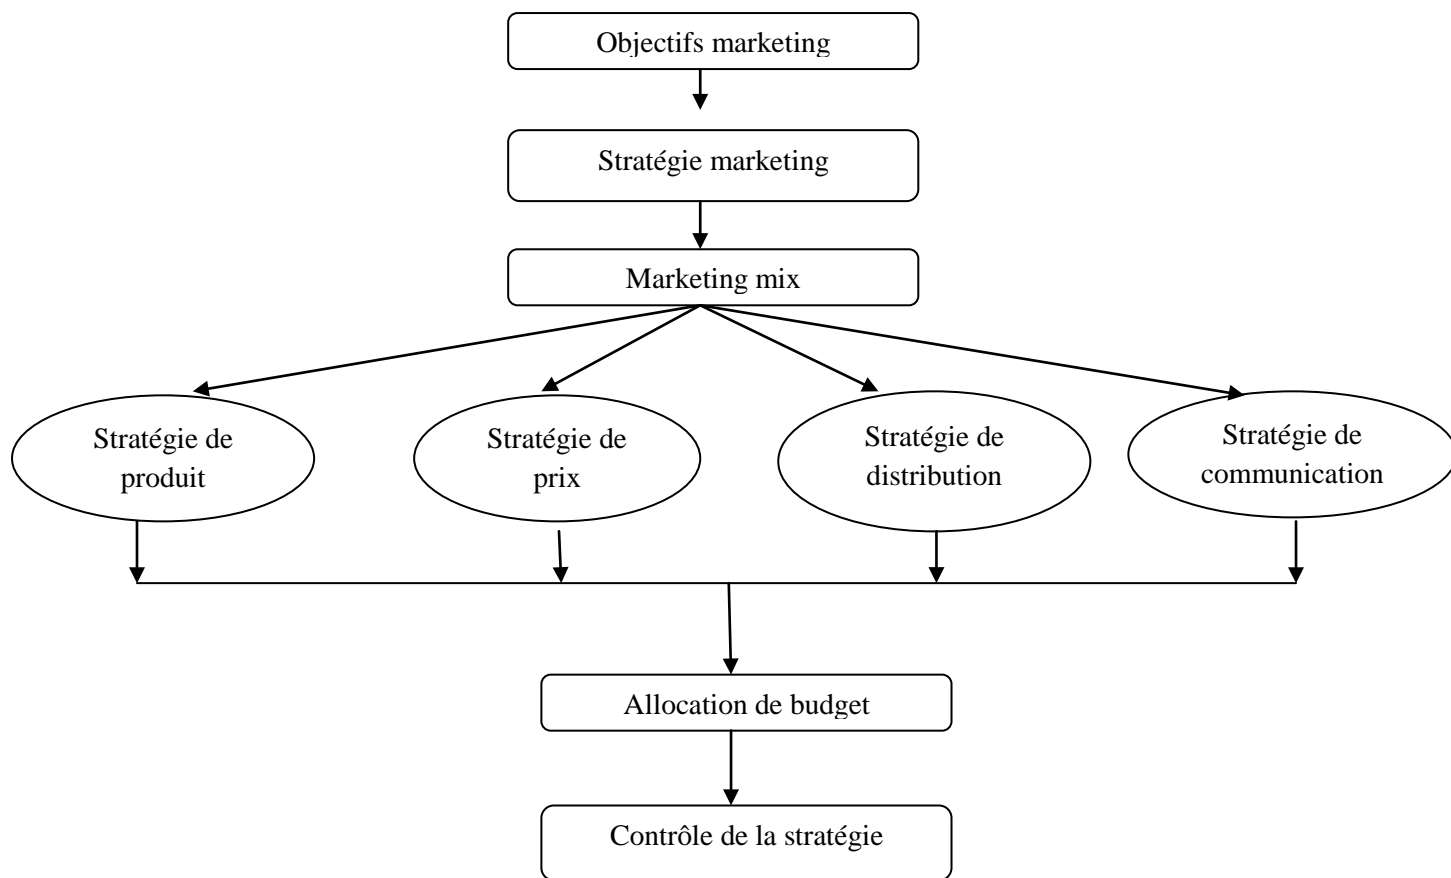 Objectifs marketing
Stratégie marketing
Marketing mix
Stratégie de
produit
Stratégie de
prix
Stratégie de
distribution
Stratégie de
communication
Allocation de budget
Contrôle de la stratégie